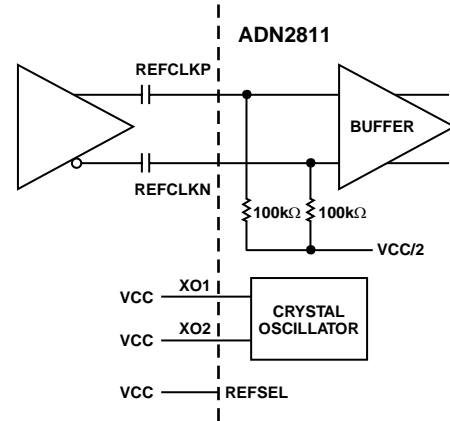 ADN2811
REFCLKP
BUFFER
REFCLKN
100kΩ 100kΩ
VCC/2
VCC XO1
CRYSTAL
OSCILLATOR
VCC XO2
VCC REFSEL